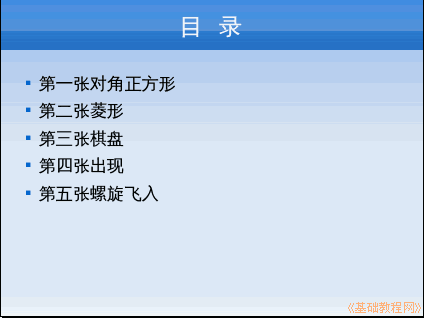 目 录
第一张对角正方形
第二张菱形
第三张棋盘
第四张出现
第五张螺旋飞入
《基础教程网》